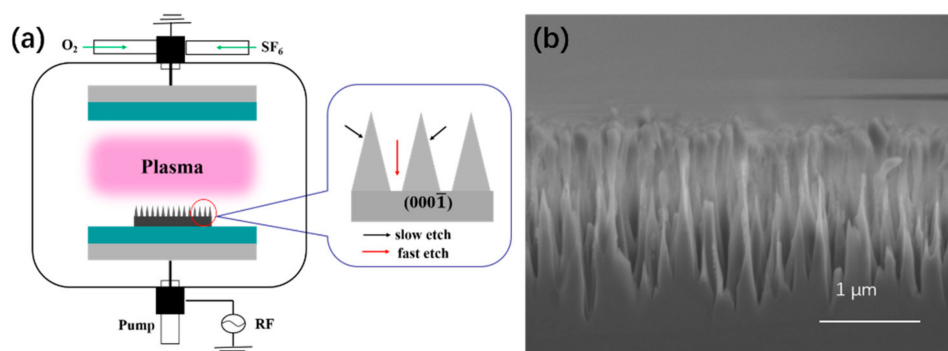 (a)
O₂
SF₆
Plasma
(0001̄)
slow etch
fast etch
Pump
RF
(b)
1 μm